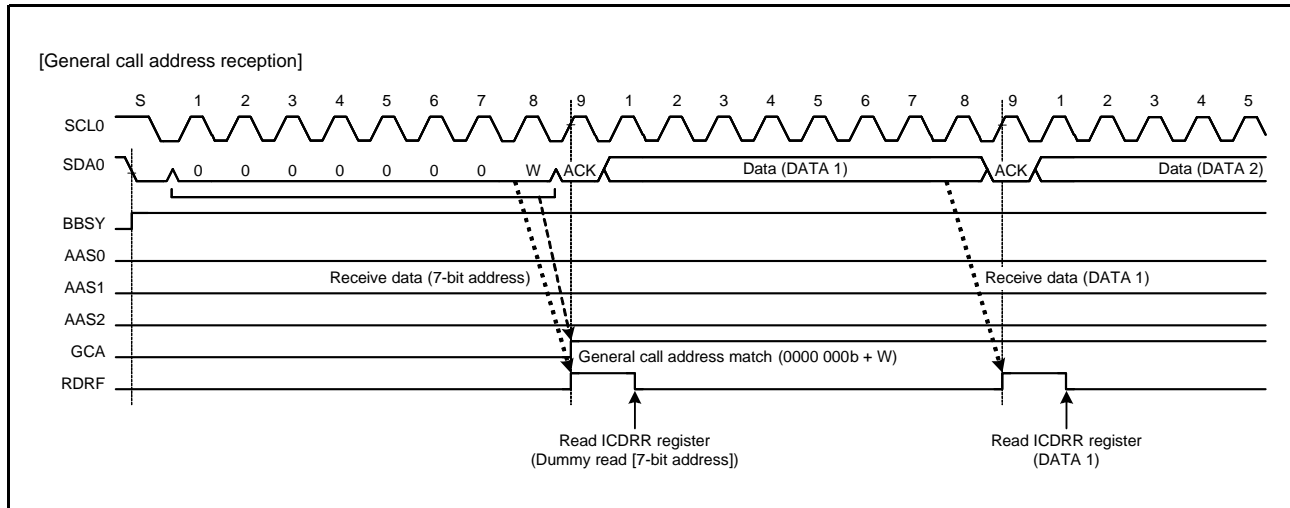 [General call address reception]
S 1 2 3 4 5 6 7 8 9 1 2 3 4 5 6 7 8 9 1 2 3 4 5
SCL0
SDA0 0 0 0 0 0 0 0 W ACK Data (DATA 1) ACK Data (DATA 2)
BBSY
AAS0
Receive data (7-bit address) Receive data (DATA 1)
AAS1
AAS2
GCA General call address match (0000 000b + W)
RDRF
Read ICDRR register Read ICDRR register
(Dummy read [7-bit address]) (DATA 1)